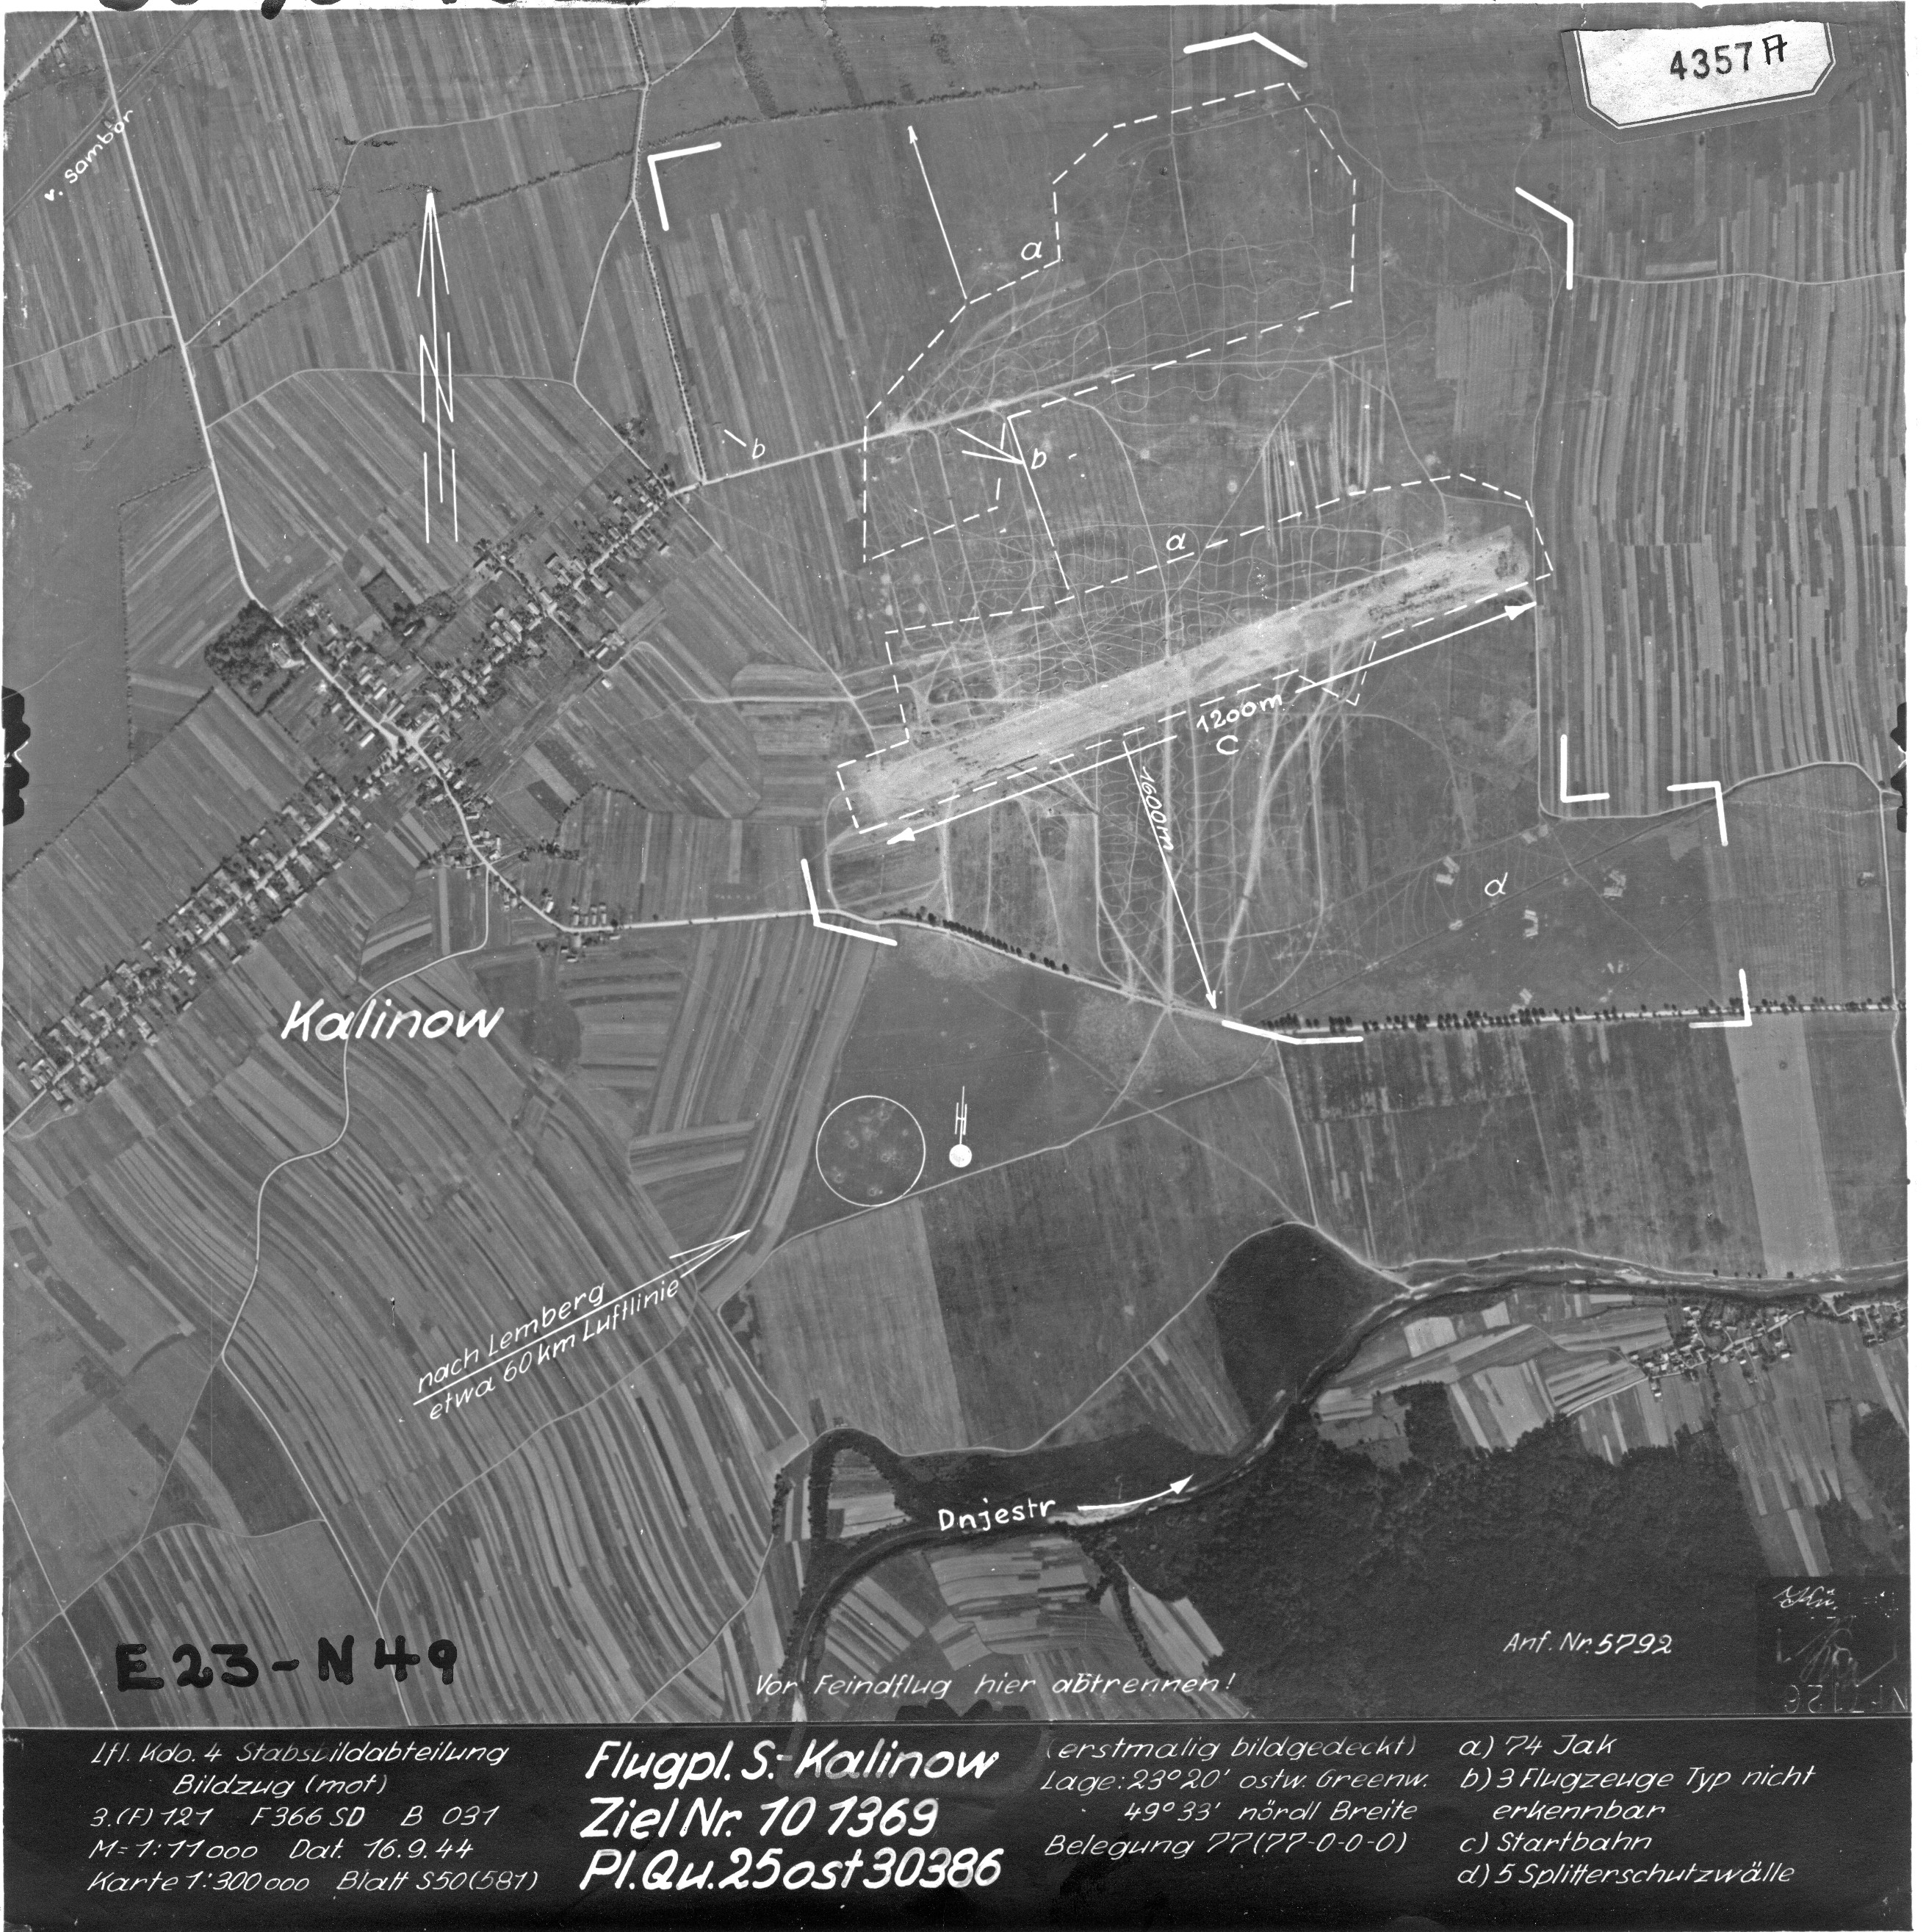 4357 A
v. Sambor
N
a
b
b
a
1200m
C
1600m
d
Kalinow
H
nach Lemberg
etwa 60 km Luftlinie
Dnjestr
E23-N49
Anf. Nr. 5792
Vor Feindflug hier abtrennen!
Lfl. Kdo. 4 Stabsbildabteilung
Bildzug (mot)
3.(F) 121 F366 SD B 031
M= 1:11000 Dat. 16.9.44
Karte 1:300000 Blatt S50(581)
Flugpl. S.-Kalinow
Ziel Nr. 10 1369
Pl. Qu. 25 ost 30386
(erstmalig bildgedeckt)
Lage: 23° 20' ostw. Greenw.
49° 33' nördl Breite
Belegung 77 (77-0-0-0)
a) 74 Jak
b) 3 Flugzeuge Typ nicht
erkennbar
c) Startbahn
d) 5 Splitterschutzwälle